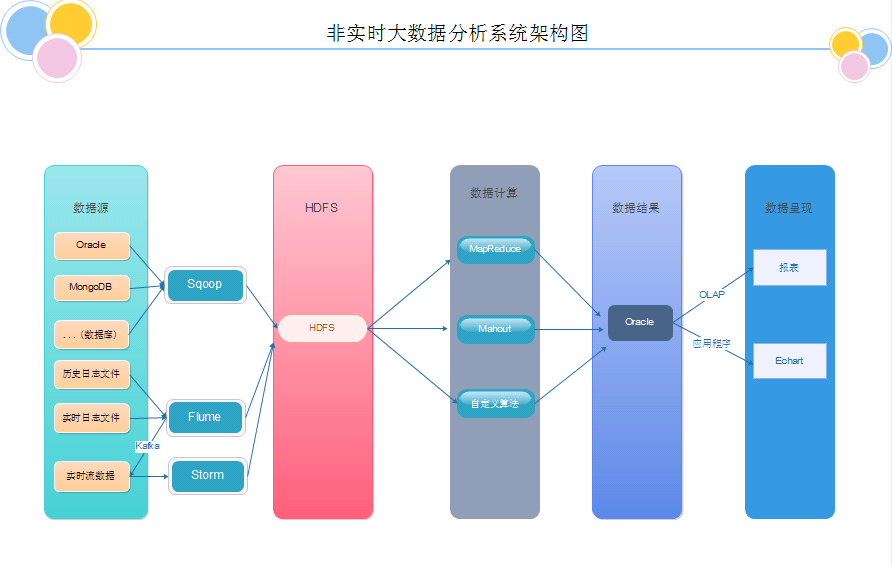 非实时大数据分析系统架构图
数据源
Oracle
MongoDB
...（数据库）
历史日志文件
实时日志文件
Kafka
实时流数据
Sqoop
Flume
Storm
HDFS
HDFS
数据计算
MapReduce
Mahout
自定义算法
数据结果
Oracle
OLAP
应用程序
数据呈现
报表
Echart